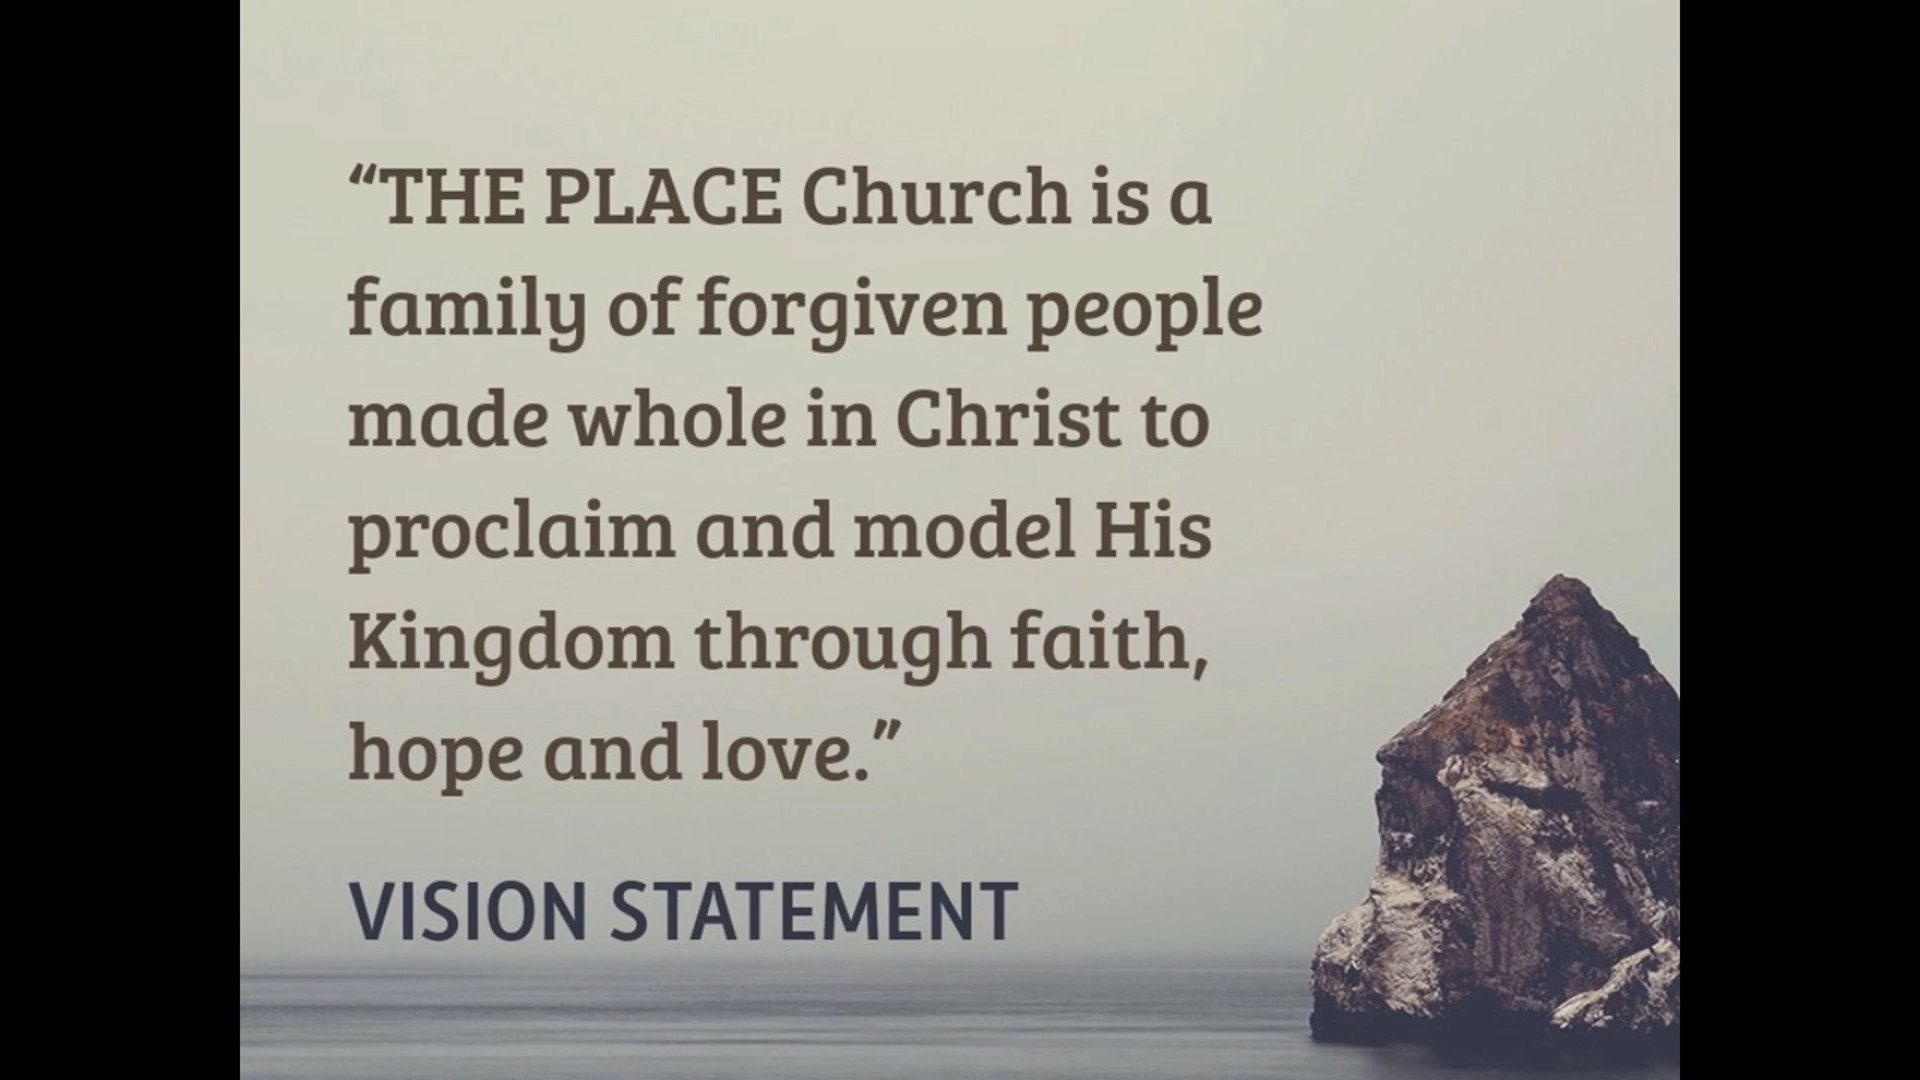 “THE PLACE Church is a
family of forgiven people
made whole in Christ to
proclaim and model His
Kingdom through faith,
hope and love.”
VISION STATEMENT